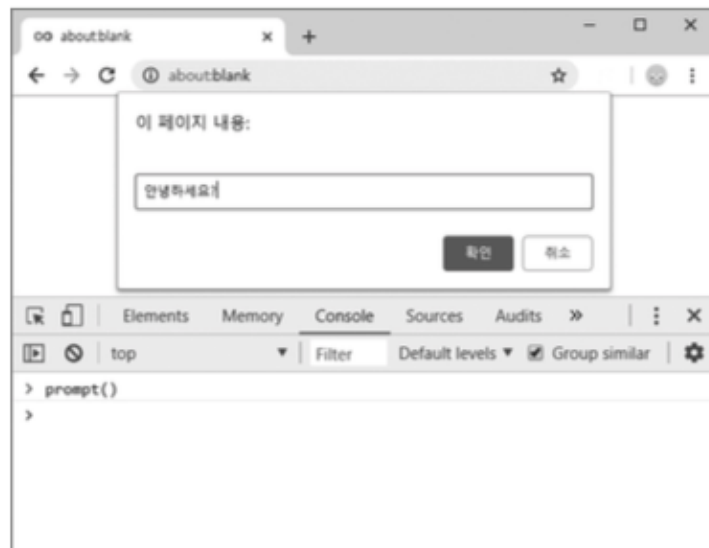 about:blank
about:blank
이 페이지 내용:
안녕하세요?
확인 취소
Elements Memory Console Sources Audits »
top Filter Default levels ▼ Group similar
> prompt()
>